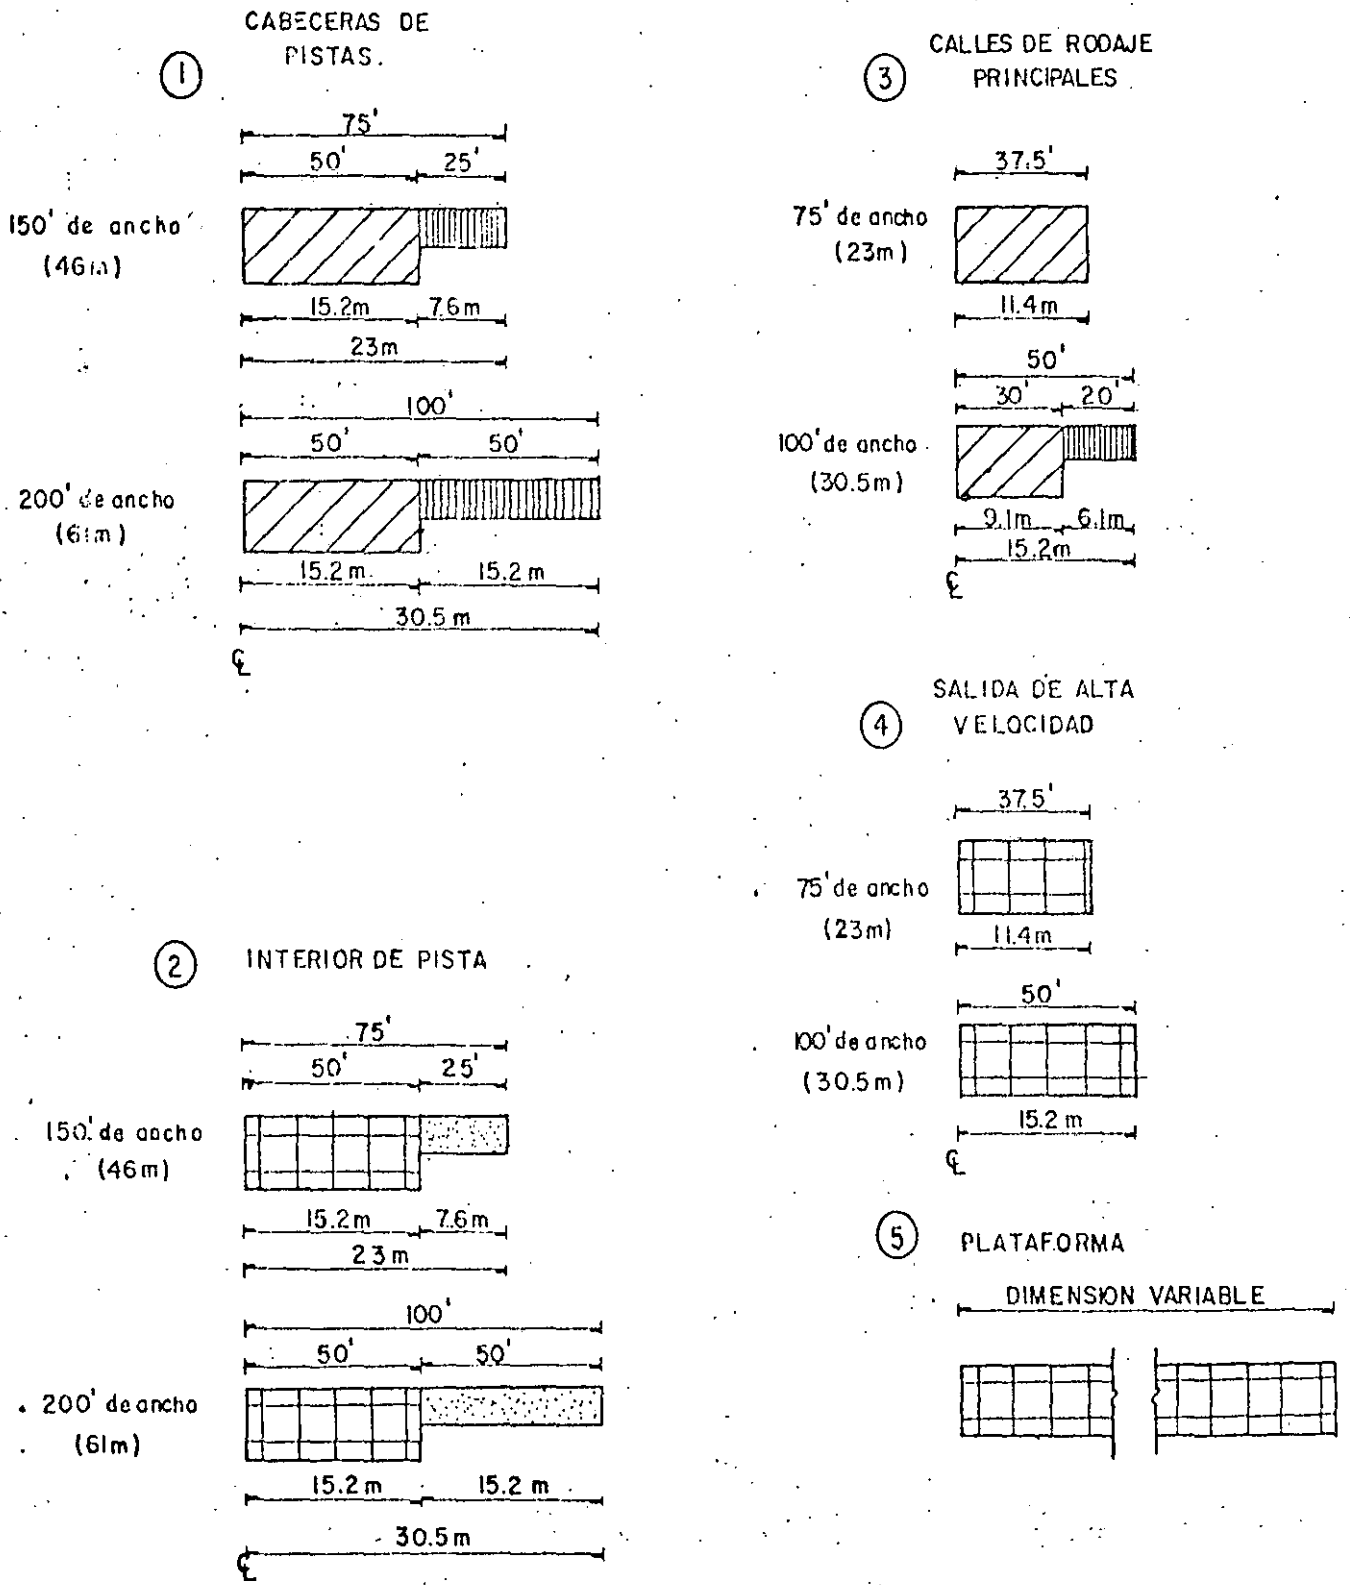 CABECERAS DE
PISTAS.
1
75'
50' 25'
150' de ancho
(46m)
15.2m 7.6m
23m
100'
50' 50'
200' de ancho
(61m)
15.2m. 15.2m
30.5m
℄
2
INTERIOR DE PISTA
75'
50' 25'
150' de ancho
(46m)
15.2m 7.6m
23m
100'
50' 50'
200' de ancho
(61m)
15.2m 15.2m
30.5m
℄
3
CALLES DE RODAJE
PRINCIPALES
37.5'
75' de ancho
(23m)
11.4m
50'
30' 20'
100' de ancho
(30.5m)
9.1m 6.1m
15.2m
℄
4
SALIDA DE ALTA
VELOCIDAD
37.5'
75' de ancho
(23m)
11.4m
50'
100' de ancho
(30.5m)
15.2m
℄
5
PLATAFORMA
DIMENSION VARIABLE